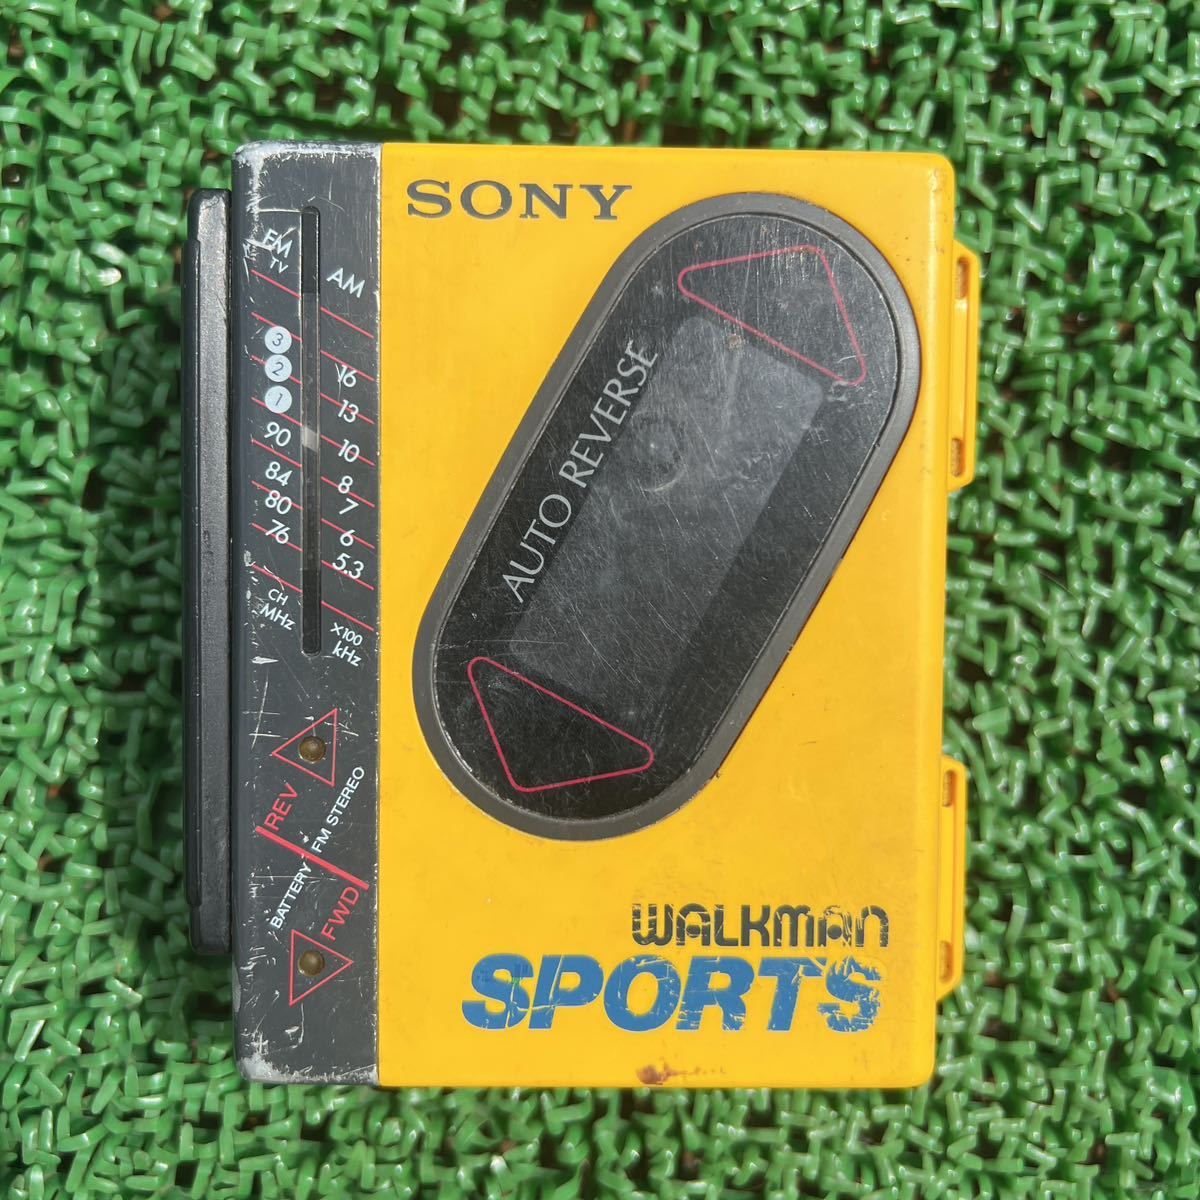 SONY
FM
TV
AM
3
2
1
90
84
80
76
CH
MHz
16
13
10
8
7
6
5.3
X100
kHz
AUTO REVERSE
REV
FM STEREO
BATTERY
FWD
WALKMAN
SPORTS